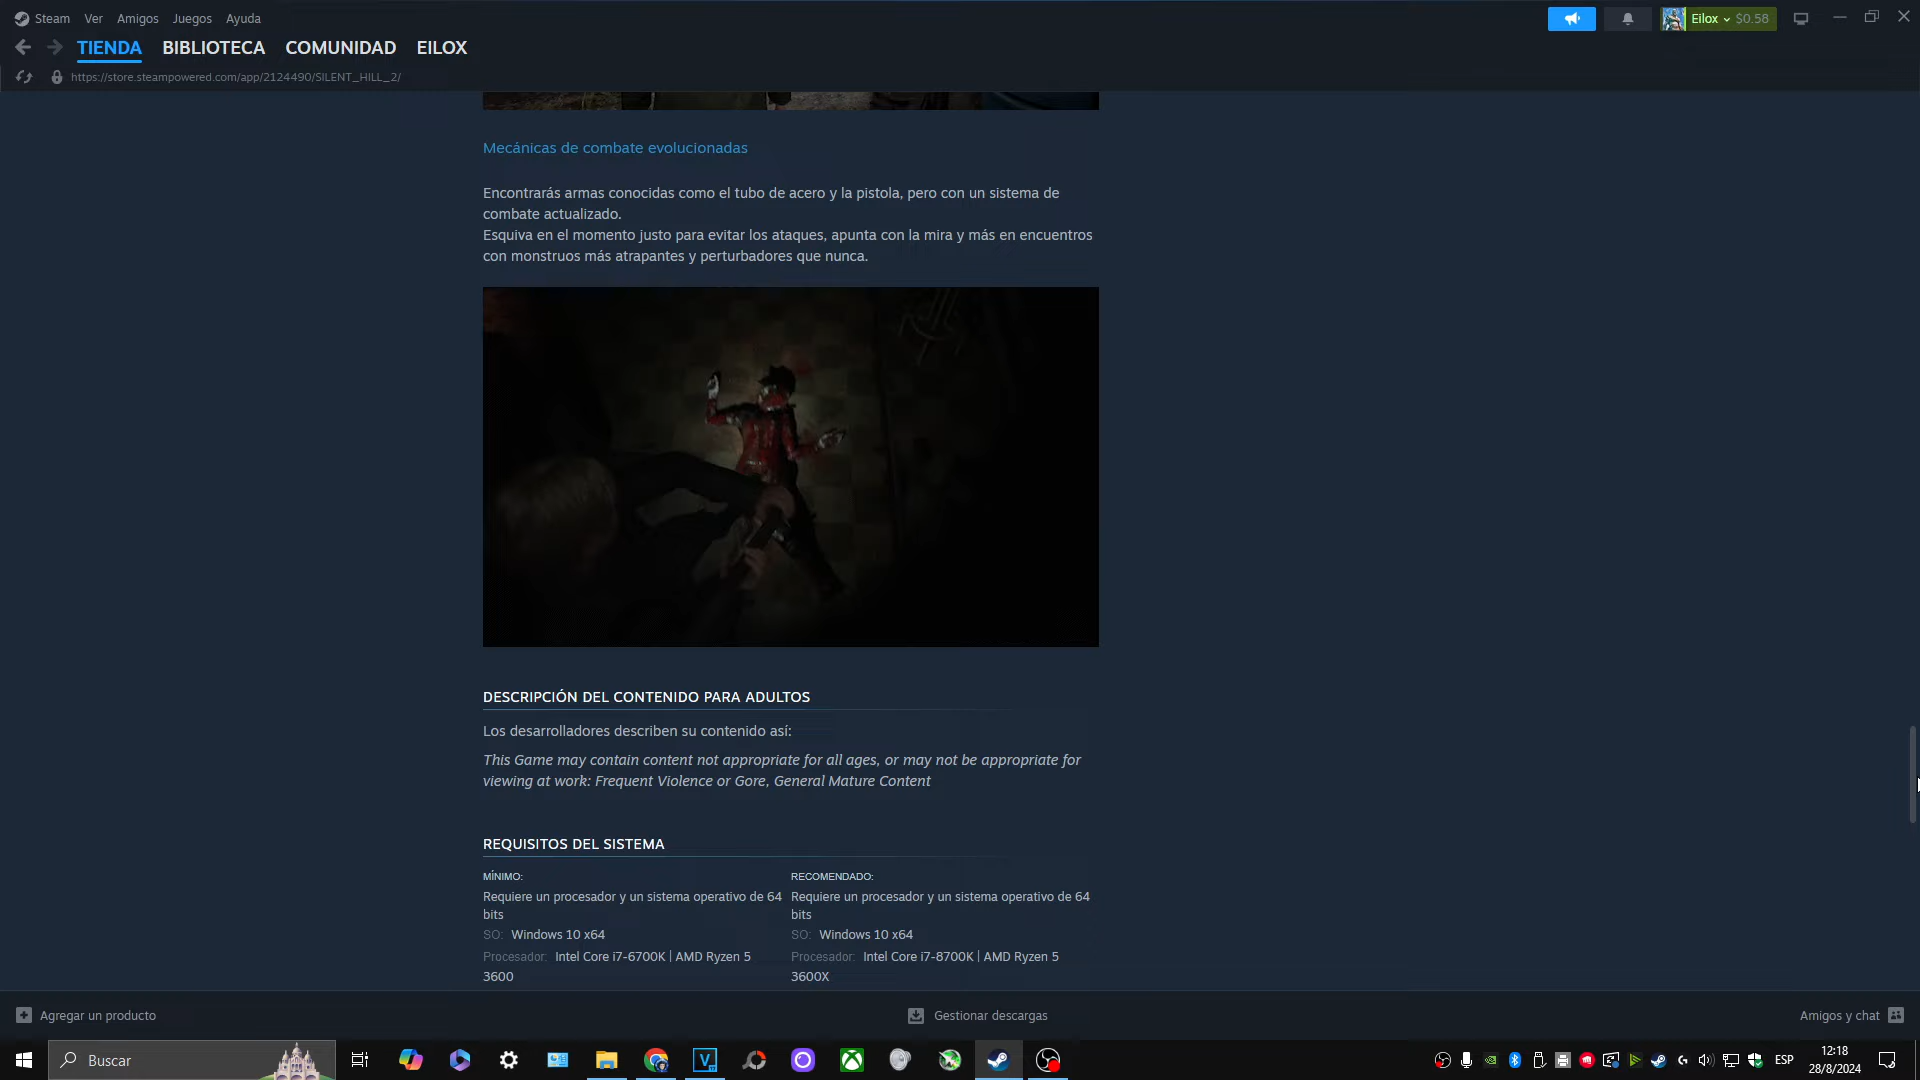 Steam Ver Amigos Juegos Ayuda
Eilox $0.58
TIENDA BIBLIOTECA COMUNIDAD EILOX
https://store.steampowered.com/app/2124490/SILENT_HILL_2/
Mecánicas de combate evolucionadas
Encontrarás armas conocidas como el tubo de acero y la pistola, pero con un sistema de
combate actualizado.
Esquiva en el momento justo para evitar los ataques, apunta con la mira y más en encuentros
con monstruos más atrapantes y perturbadores que nunca.
DESCRIPCIÓN DEL CONTENIDO PARA ADULTOS
Los desarrolladores describen su contenido así:
This Game may contain content not appropriate for all ages, or may not be appropriate for
viewing at work: Frequent Violence or Gore, General Mature Content
REQUISITOS DEL SISTEMA
MÍNIMO:
Requiere un procesador y un sistema operativo de 64
bits
SO: Windows 10 x64
Procesador: Intel Core i7-6700K | AMD Ryzen 5
3600
RECOMENDADO:
Requiere un procesador y un sistema operativo de 64
bits
SO: Windows 10 x64
Procesador: Intel Core i7-8700K | AMD Ryzen 5
3600X
Agregar un producto
Gestionar descargas
Amigos y chat
Buscar
ESP
12:18
28/8/2024